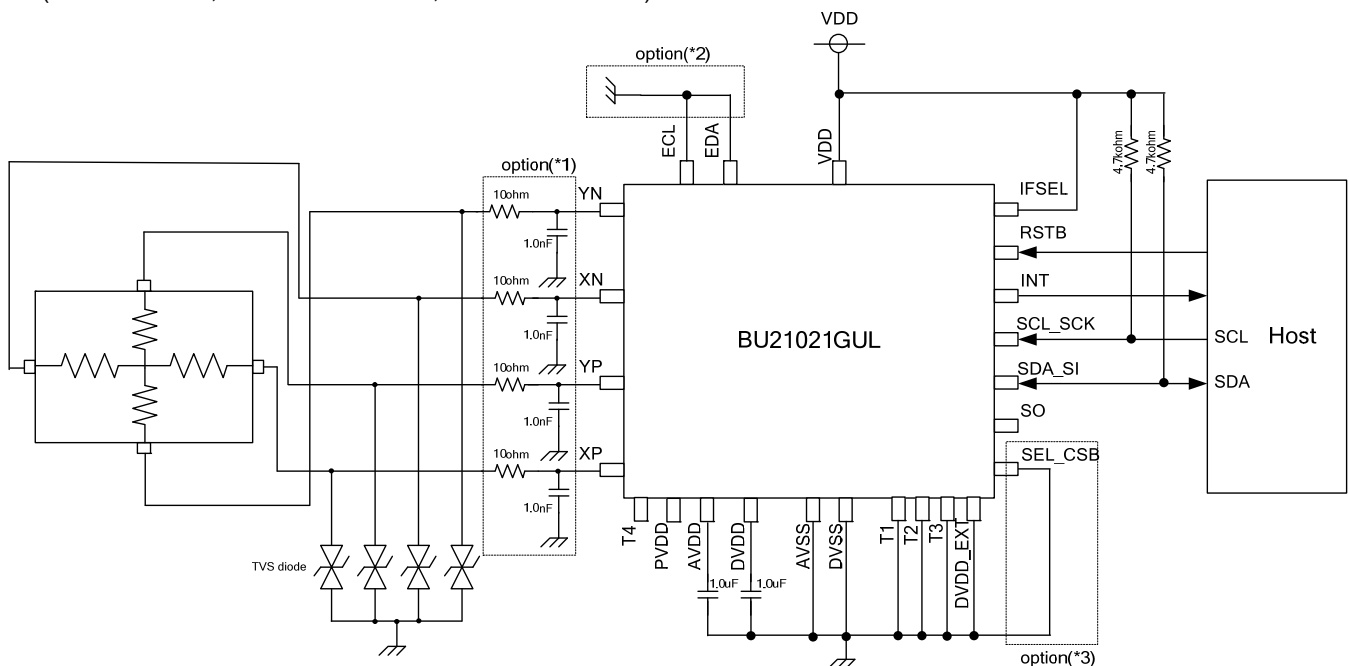 VDD
option(*2)
ECL
EDA
VDD
4.7kohm
4.7kohm
option(*1)
10ohm
YN
1.0nF
10ohm
XN
1.0nF
10ohm
YP
1.0nF
10ohm
XP
1.0nF
BU21021GUL
IFSEL
RSTB
INT
SCL_SCK
SCL
Host
SDA_SI
SDA
SO
SEL_CSB
T4
PVDD
AVDD
DVDD
AVSS
DVSS
T1
T2
T3
DVDD_EXT
TVS diode
1.0uF
1.0uF
option(*3)